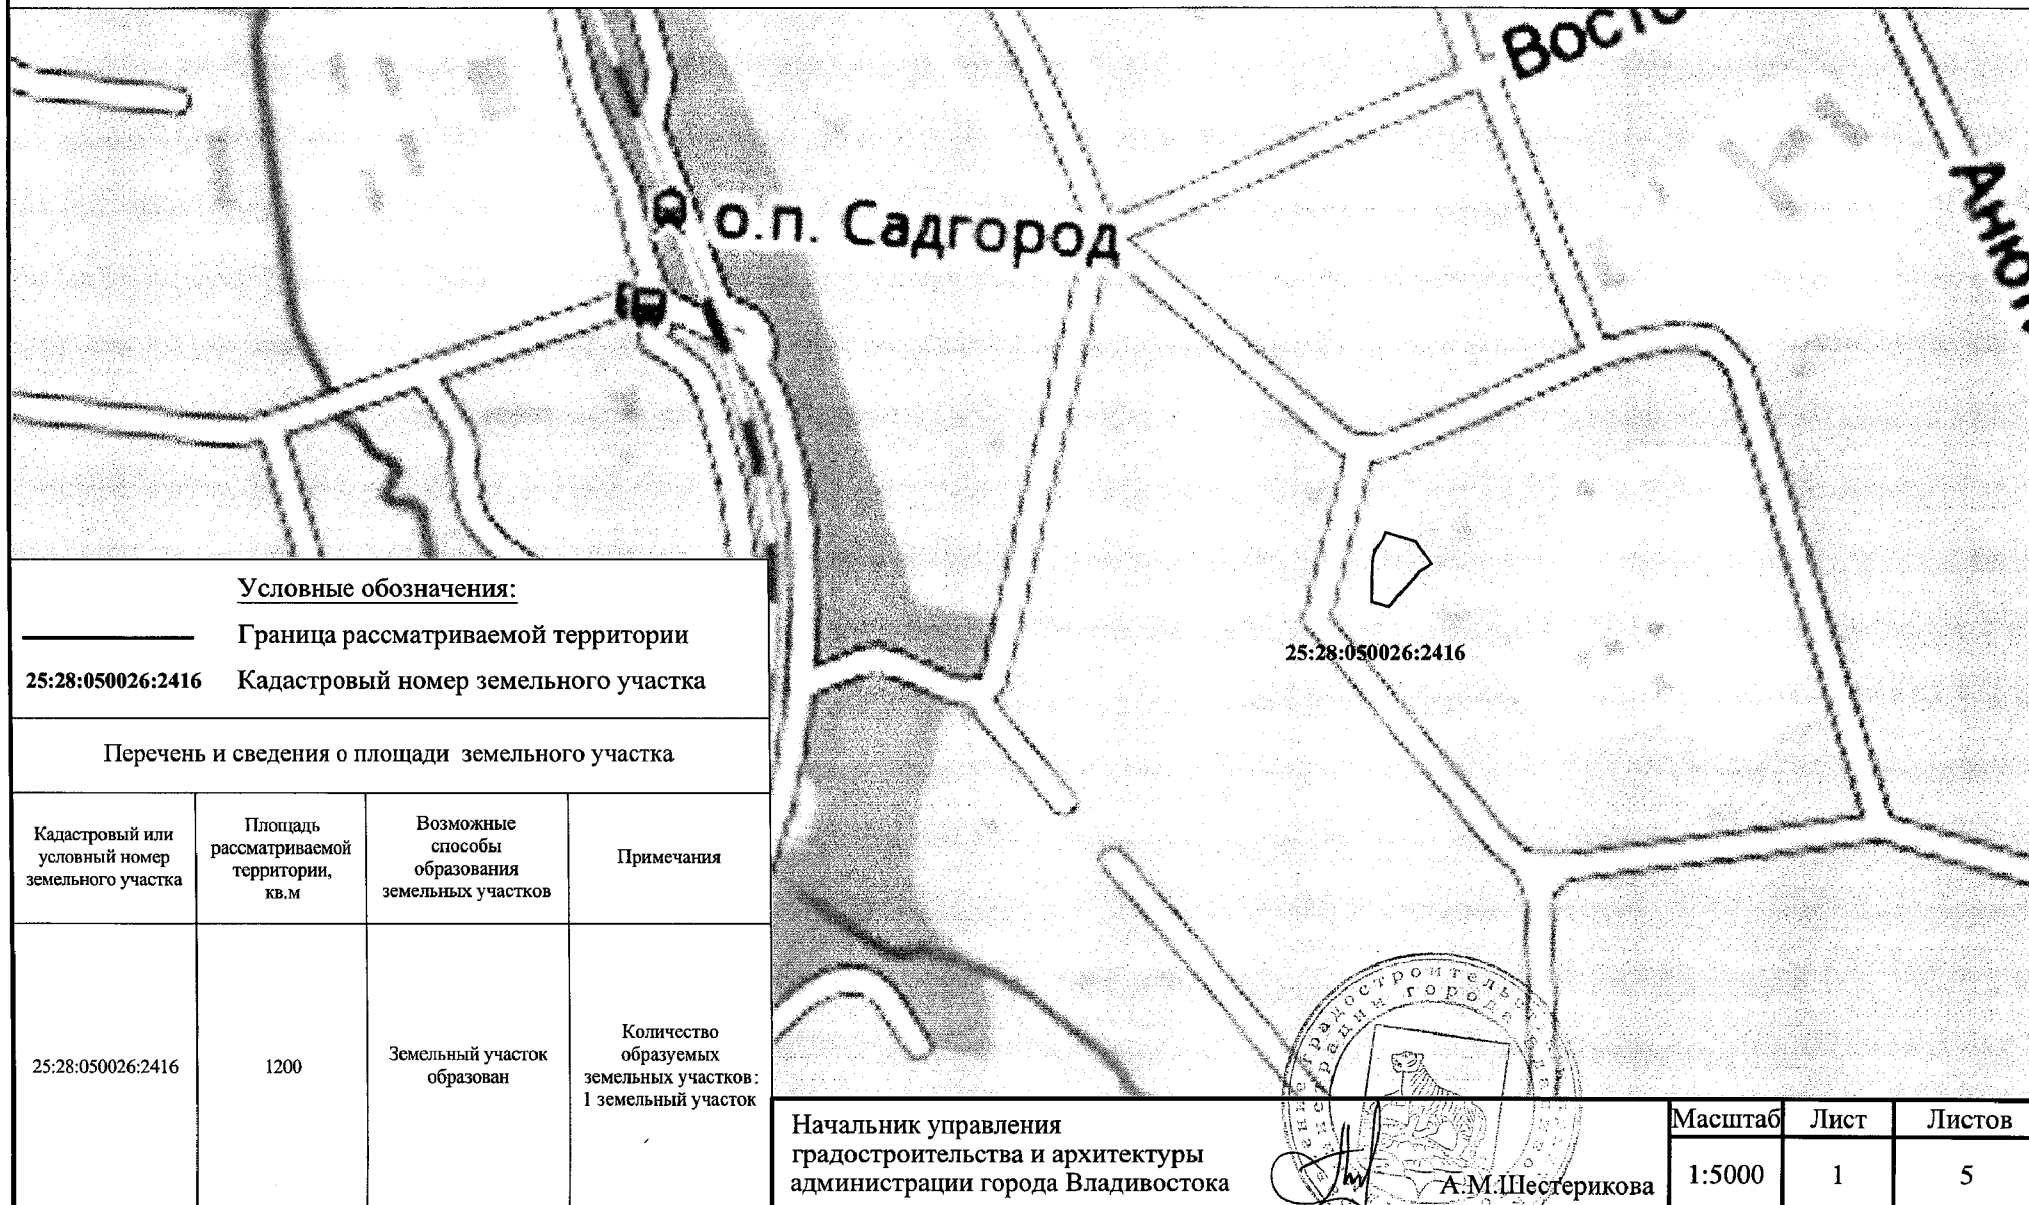 о.п. Садгород
25:28:050026:2416
Условные обозначения:
Граница рассматриваемой территории
25:28:050026:2416 Кадастровый номер земельного участка
Перечень и сведения о площади земельного участка
Кадастровый или
условный номер
земельного участка
Площадь
рассматриваемой
территории,
кв.м
Возможные
способы
образования
земельных участков
Примечания
25:28:050026:2416
1200
Земельный участок
образован
Количество
образуемых
земельных участков:
1 земельный участок
Начальник управления
градостроительства и архитектуры
администрации города Владивостока
А.М.Шестерикова
Масштаб
Лист
Листов
1:5000
1
5